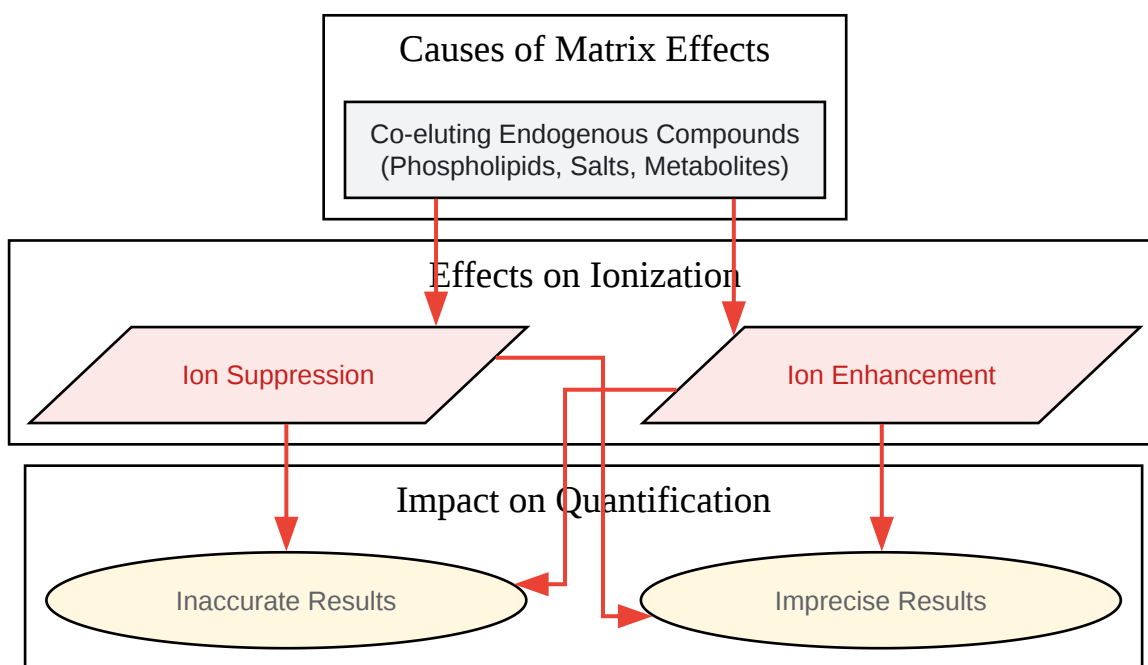 Causes of Matrix Effects
Co-eluting Endogenous Compounds
(Phospholipids, Salts, Metabolites)
Effects on Ionization
Ion Suppression
Ion Enhancement
Impact on Quantification
Inaccurate Results
Imprecise Results